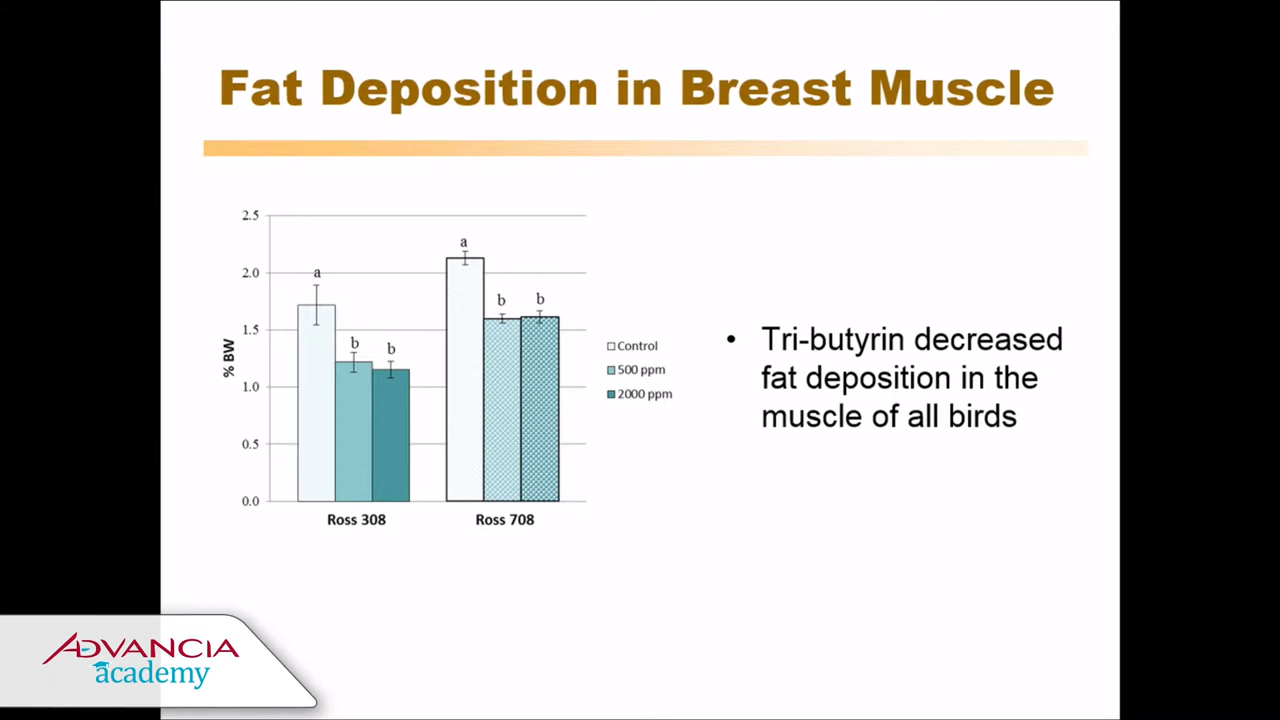 Fat Deposition in Breast Muscle
2.5
2.0
1.5
1.0
0.5
0.0
% BW
a
b
b
a
b
b
Ross 308
Ross 708
Control
500 ppm
2000 ppm
• Tri-butyrin decreased
fat deposition in the
muscle of all birds
ADVANCIA
academy